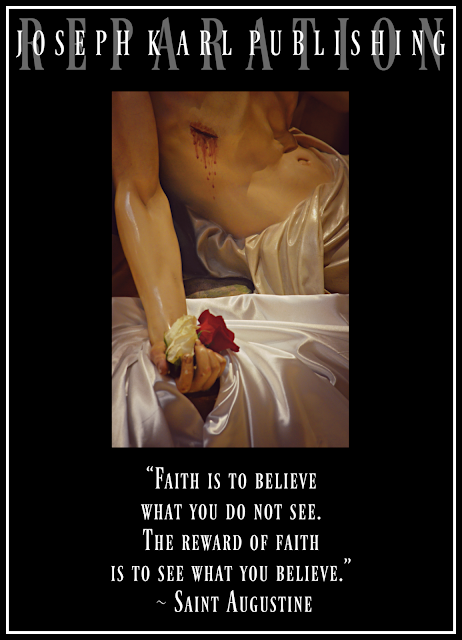 REPARATION
JOSEPH KARL PUBLISHING
“FAITH IS TO BELIEVE
WHAT YOU DO NOT SEE.
THE REWARD OF FAITH
IS TO SEE WHAT YOU BELIEVE.”
~ SAINT AUGUSTINE